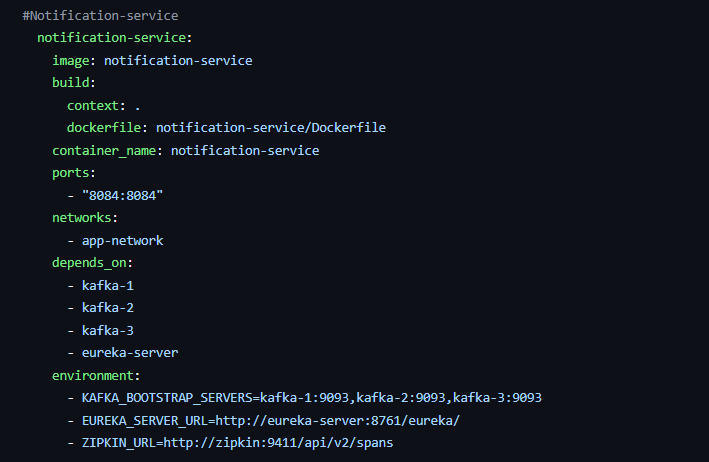 #Notification-service
notification-service:
image: notification-service
build:
context: .
dockerfile: notification-service/Dockerfile
container_name: notification-service
ports:
- "8084:8084"
networks:
- app-network
depends_on:
- kafka-1
- kafka-2
- kafka-3
- eureka-server
environment:
- KAFKA_BOOTSTRAP_SERVERS=kafka-1:9093,kafka-2:9093,kafka-3:9093
- EUREKA_SERVER_URL=http://eureka-server:8761/eureka/
- ZIPKIN_URL=http://zipkin:9411/api/v2/spans